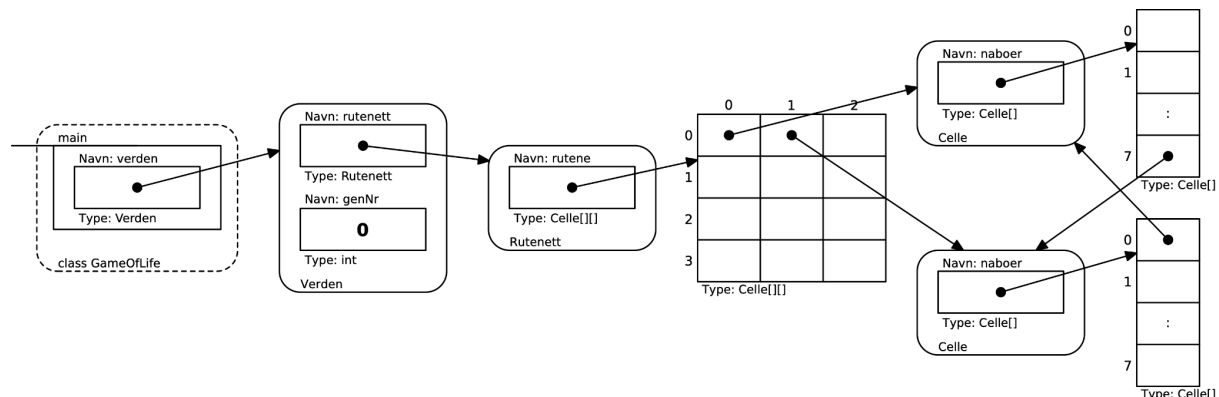 main
Navn: verden
Type: Verden
class GameOfLife
Navn: rutenett
Type: Rutenett
Navn: genNr
0
Type: int
Verden
Navn: rutene
Type: Celle[][]
Rutenett
0 1 2
0
1
2
3
Type: Celle[][]
Navn: naboer
Type: Celle[]
Celle
0
1
:
7
Type: Celle[]
Navn: naboer
Type: Celle[]
Celle
0
1
:
7
Type: Celle[]